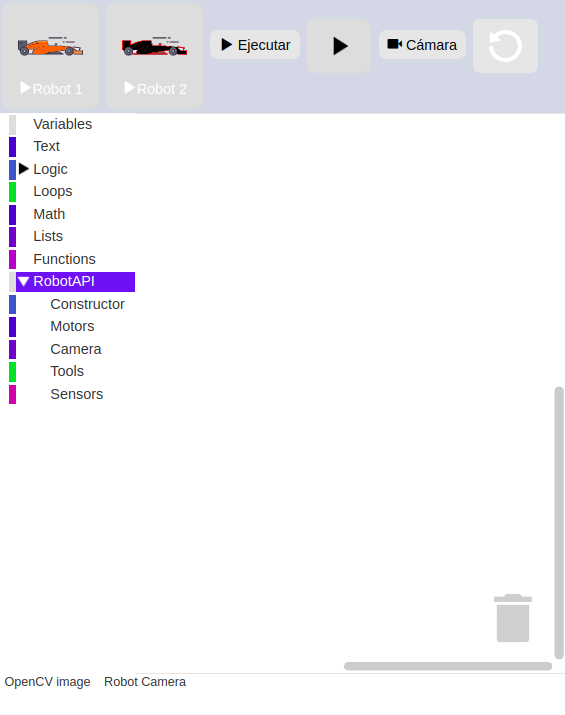 Robot 1
Robot 2
Ejecutar
Cámara
Variables
Text
Logic
Loops
Math
Lists
Functions
RobotAPI
Constructor
Motors
Camera
Tools
Sensors
OpenCV image Robot Camera